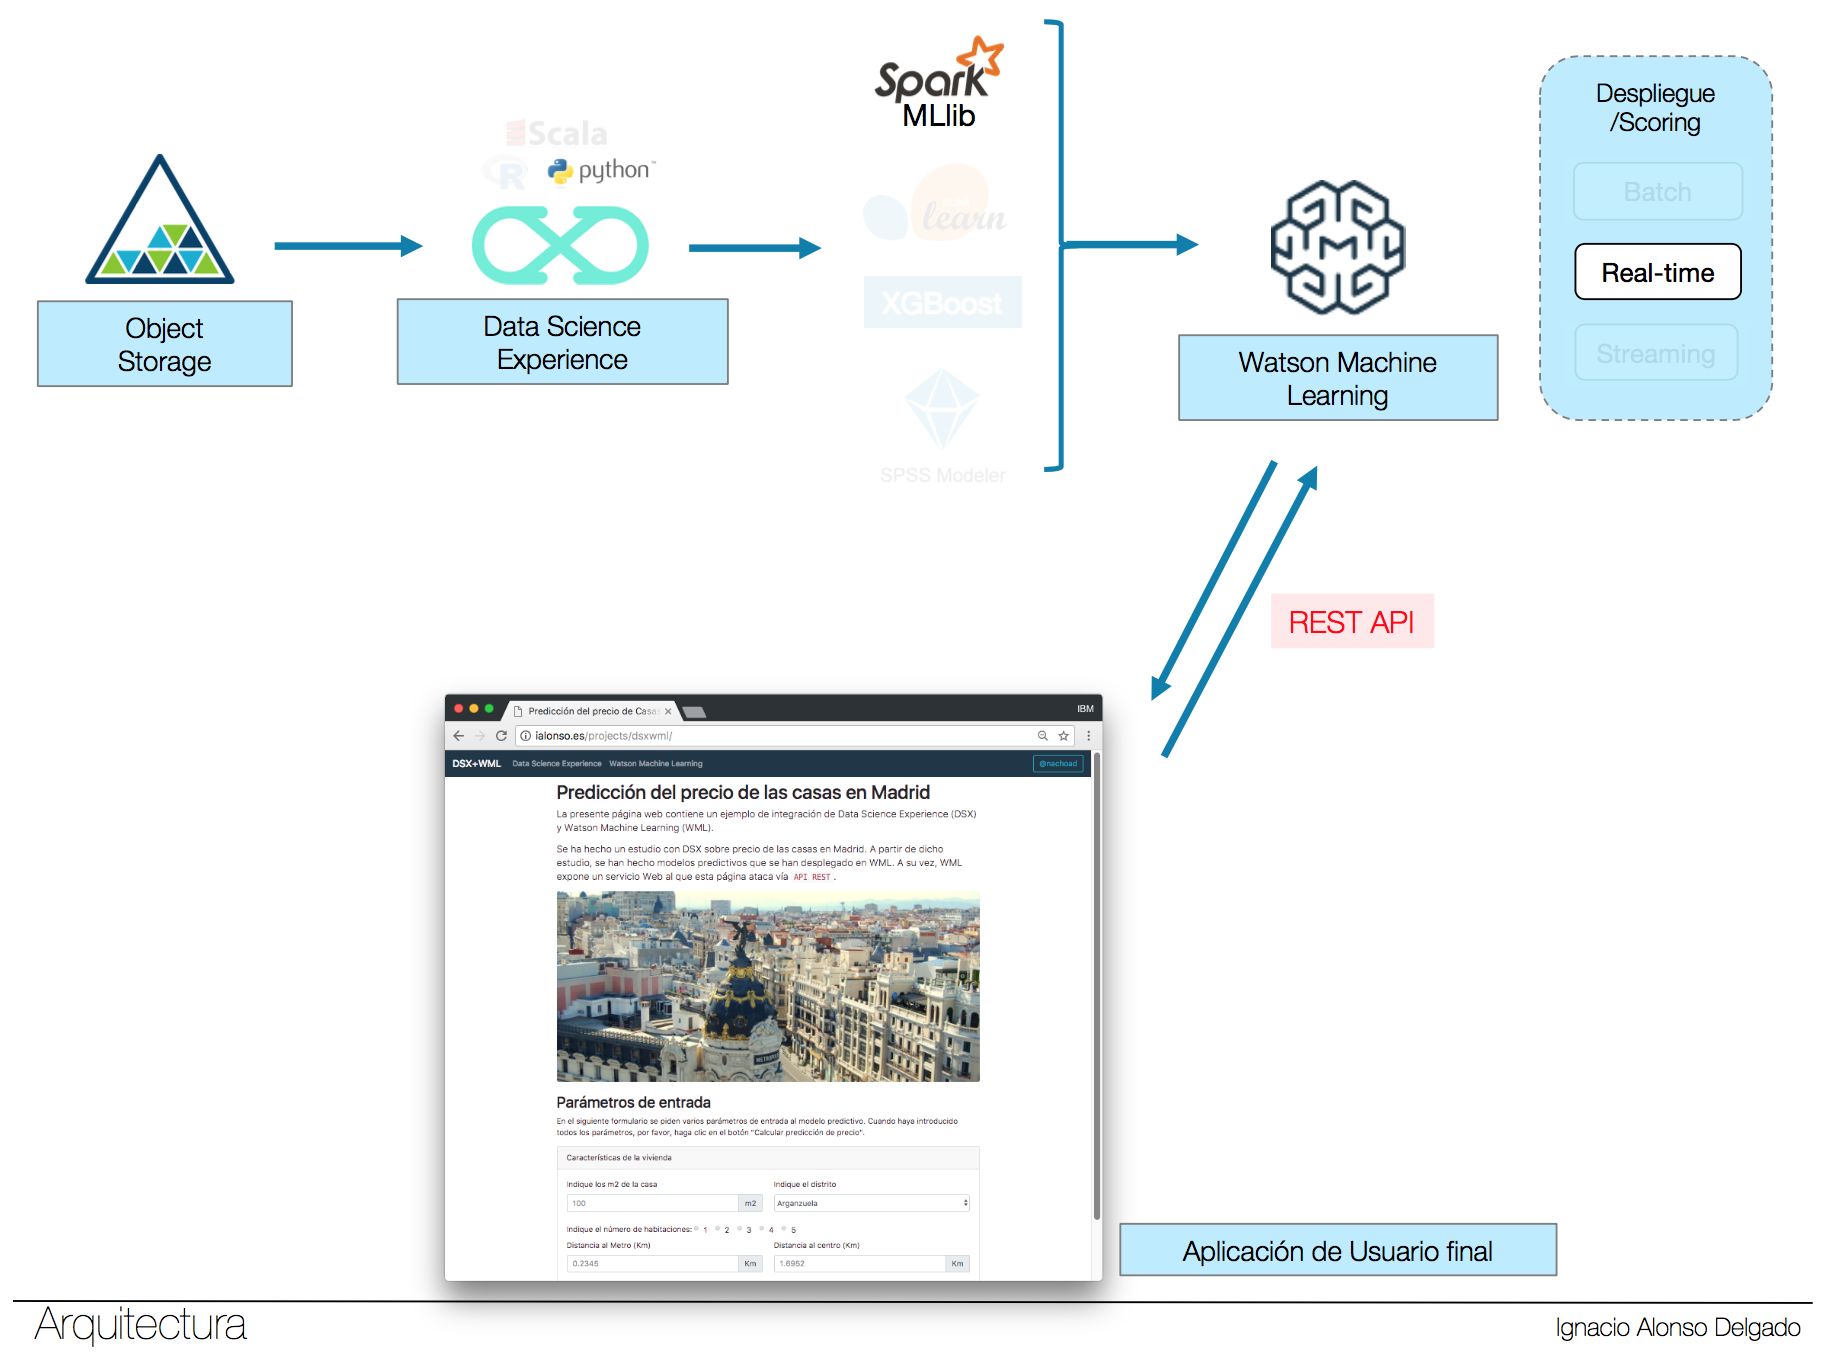 Object
Storage
Scala
R
python™
Data Science
Experience
Spark
MLlib
learn
XGBoost
SPSS Modeler
M
Watson Machine
Learning
Despliegue
/Scoring
Batch
Real-time
Streaming
REST API
Predicción del precio de Casas
IBM
ialonso.es/projects/dsxwml/
DSX+WML Data Science Experience Watson Machine Learning @nachoad
Predicción del precio de las casas en Madrid
La presente página web contiene un ejemplo de integración de Data Science Experience (DSX)
y Watson Machine Learning (WML).
Se ha hecho un estudio con DSX sobre precio de las casas en Madrid. A partir de dicho
estudio, se han hecho modelos predictivos que se han desplegado en WML. A su vez, WML
expone un servicio Web al que esta página ataca vía API REST .
METROPOLIS
Parámetros de entrada
En el siguiente formulario se piden varios parámetros de entrada al modelo predictivo. Cuando haya introducido
todos los parámetros, por favor, haga clic en el botón "Calcular predicción de precio".
Características de la vivienda
Indique los m2 de la casa Indique el distrito
100 m2 Arganzuela
Indique el número de habitaciones: 1 2 3 4 5
Distancia al Metro (Km) Distancia al centro (Km)
0.2345 Km 1.6952 Km
Aplicación de Usuario final
Arquitectura
Ignacio Alonso Delgado